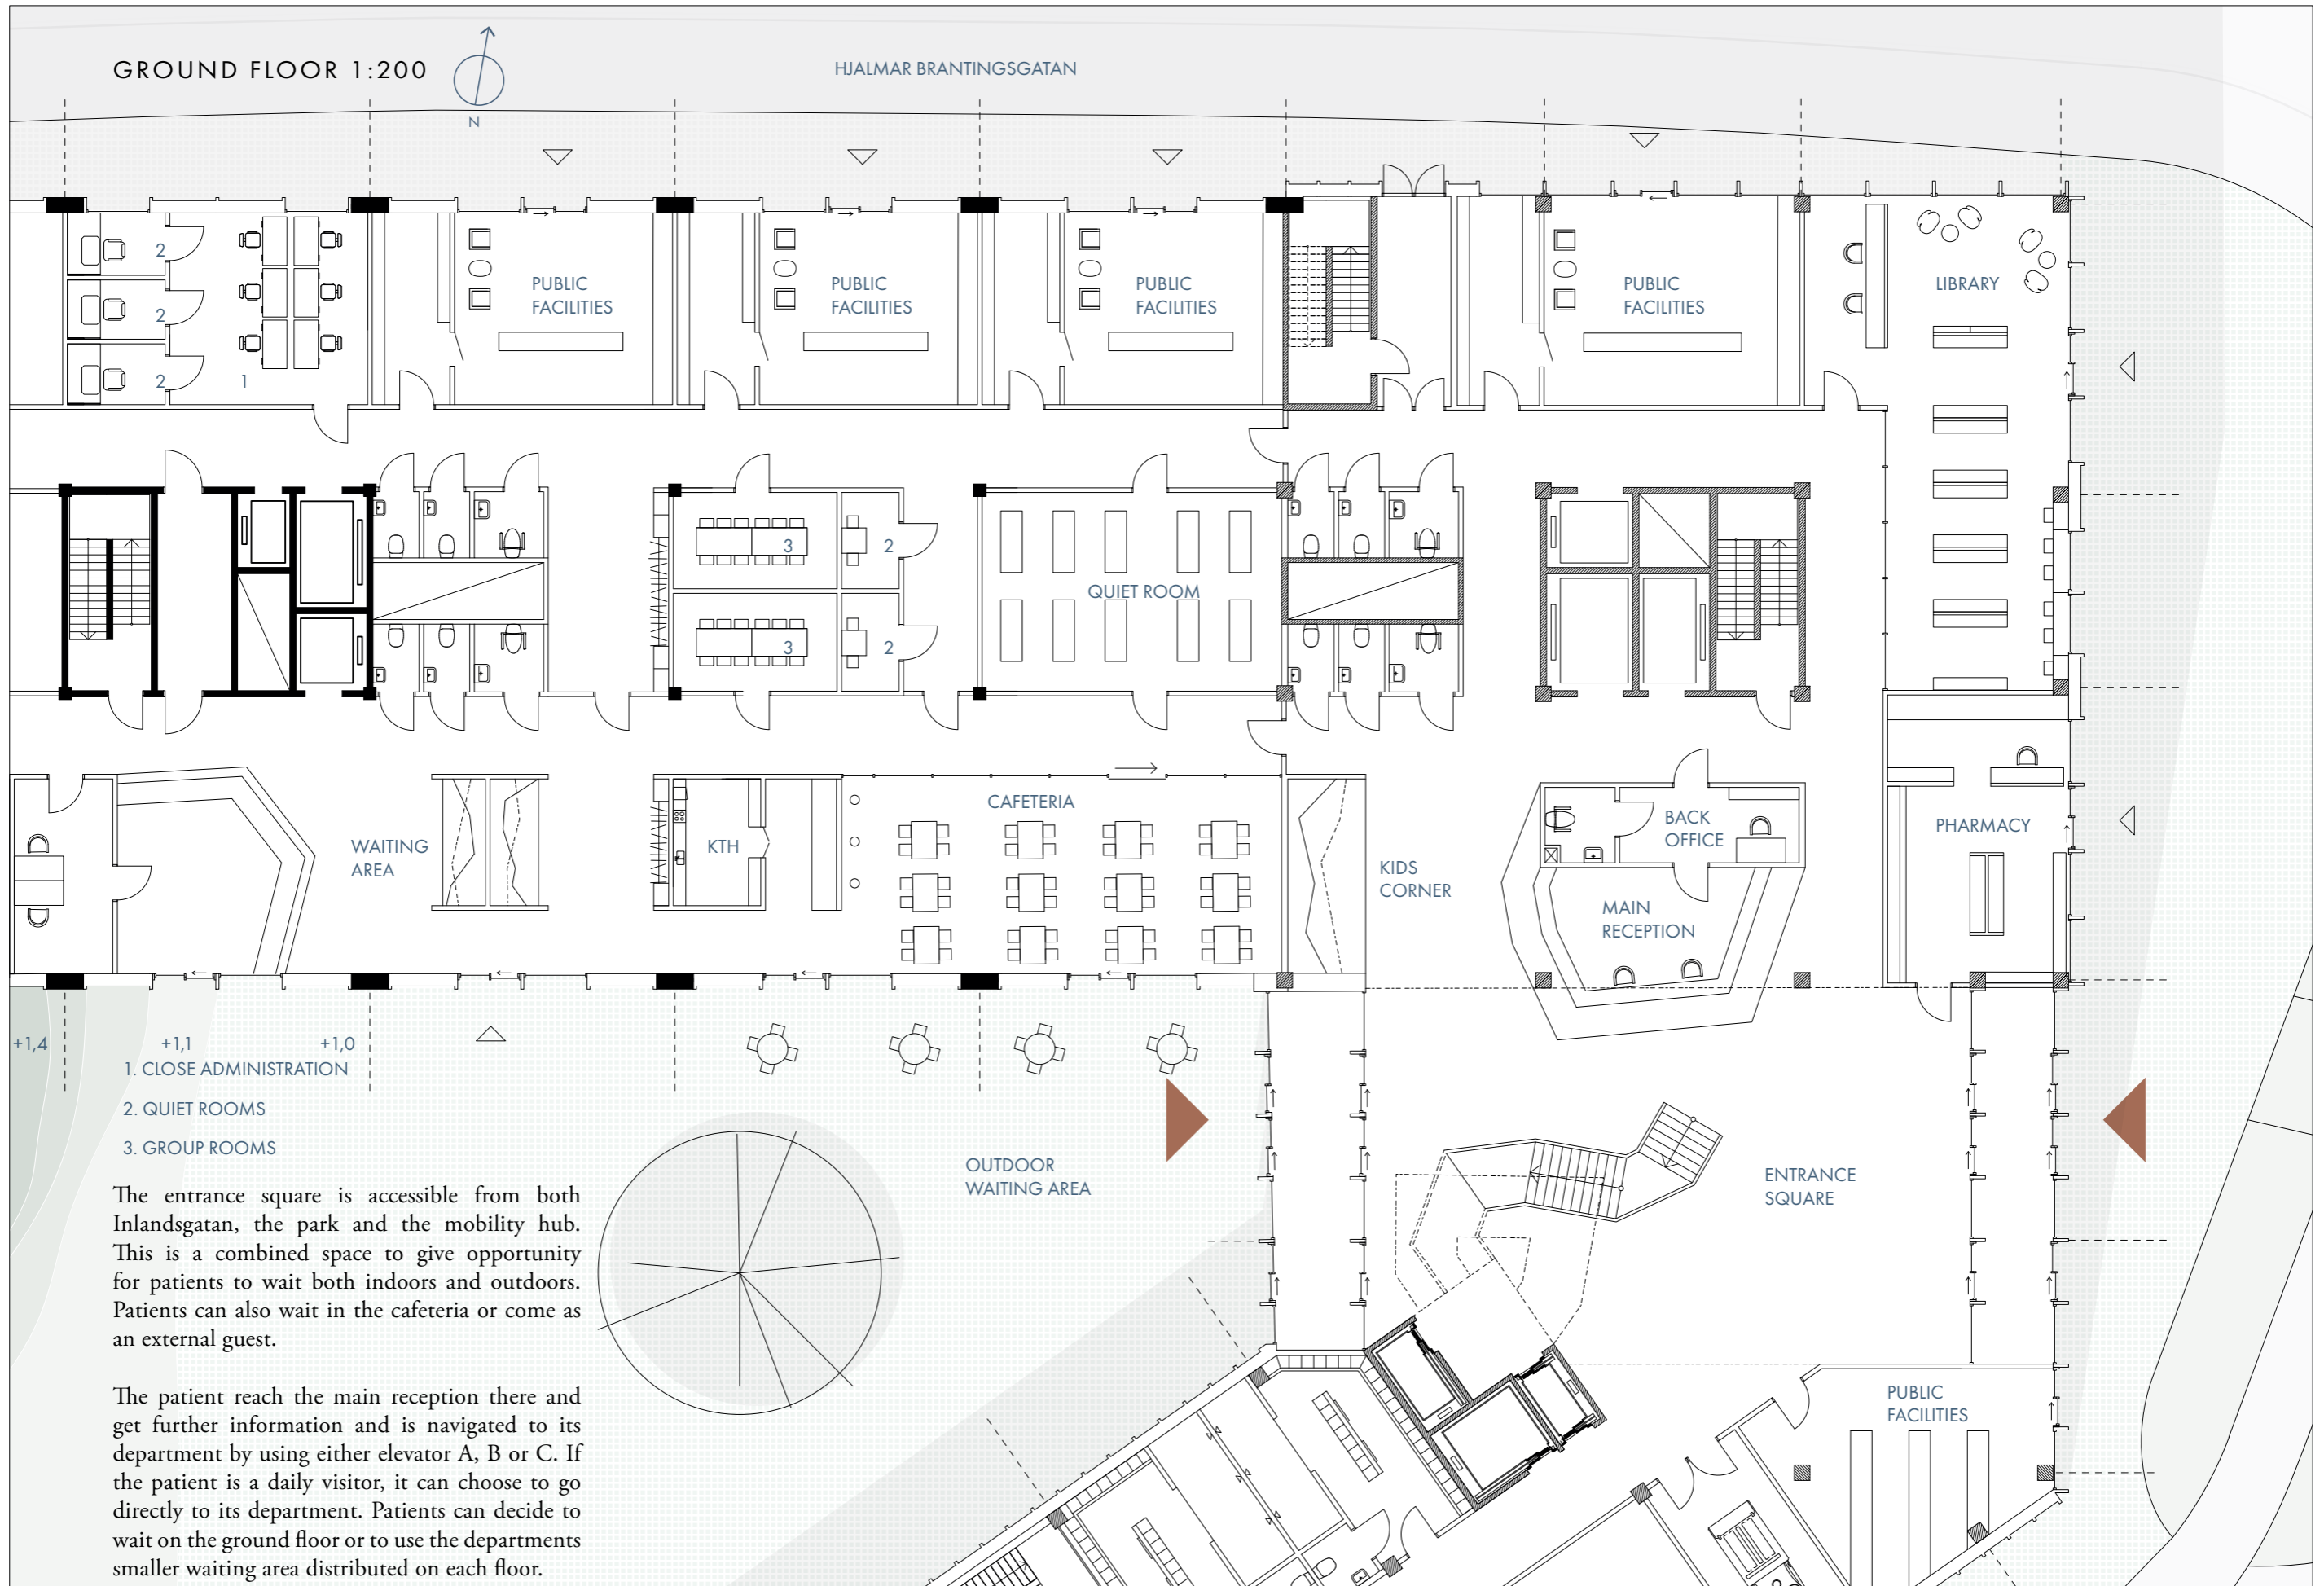 GROUND FLOOR 1:200
N
HJALMAR BRANTINGSGATAN
2
2
2
1
PUBLIC
FACILITIES
PUBLIC
FACILITIES
PUBLIC
FACILITIES
PUBLIC
FACILITIES
LIBRARY
3
2
3
2
QUIET ROOM
WAITING
AREA
KTH
CAFETERIA
KIDS
CORNER
BACK
OFFICE
MAIN
RECEPTION
PHARMACY
+1,4
+1,1
+1,0
1. CLOSE ADMINISTRATION
2. QUIET ROOMS
3. GROUP ROOMS
OUTDOOR
WAITING AREA
ENTRANCE
SQUARE
PUBLIC
FACILITIES
The entrance square is accessible from both
Inlandsgatan, the park and the mobility hub.
This is a combined space to give opportunity
for patients to wait both indoors and outdoors.
Patients can also wait in the cafeteria or come as
an external guest.
The patient reach the main reception there and
get further information and is navigated to its
department by using either elevator A, B or C. If
the patient is a daily visitor, it can choose to go
directly to its department. Patients can decide to
wait on the ground floor or to use the departments
smaller waiting area distributed on each floor.